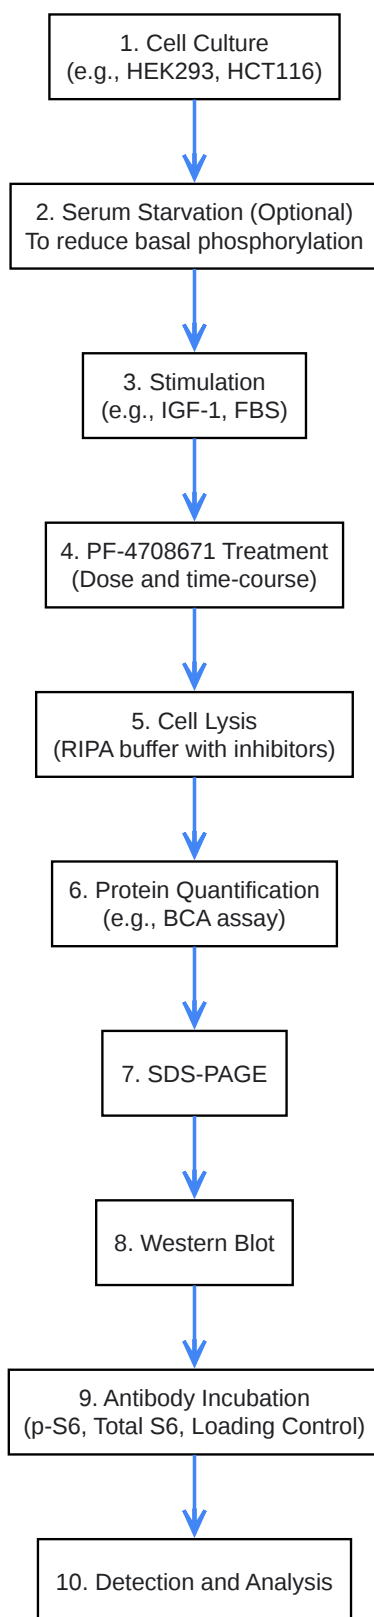 1. Cell Culture
(e.g., HEK293, HCT116)
2. Serum Starvation (Optional)
To reduce basal phosphorylation
3. Stimulation
(e.g., IGF-1, FBS)
4. PF-4708671 Treatment
(Dose and time-course)
5. Cell Lysis
(RIPA buffer with inhibitors)
6. Protein Quantification
(e.g., BCA assay)
7. SDS-PAGE
8. Western Blot
9. Antibody Incubation
(p-S6, Total S6, Loading Control)
10. Detection and Analysis